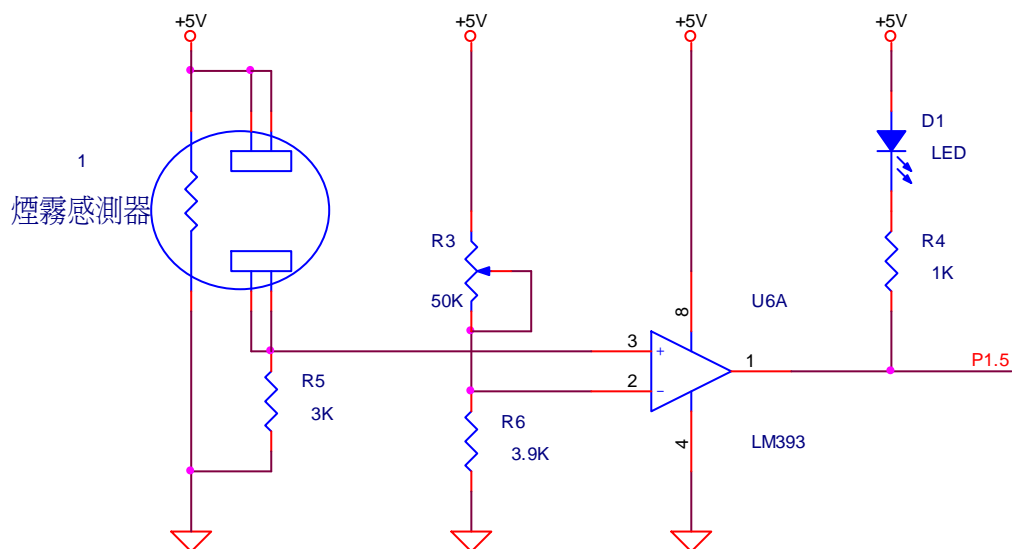 +5V
+5V
+5V
+5V
1
煙霧感測器
R3
50K
D1
LED
R4
1K
U6A
8
3
+
2
-
1
4
P1.5
LM393
R5
3K
R6
3.9K